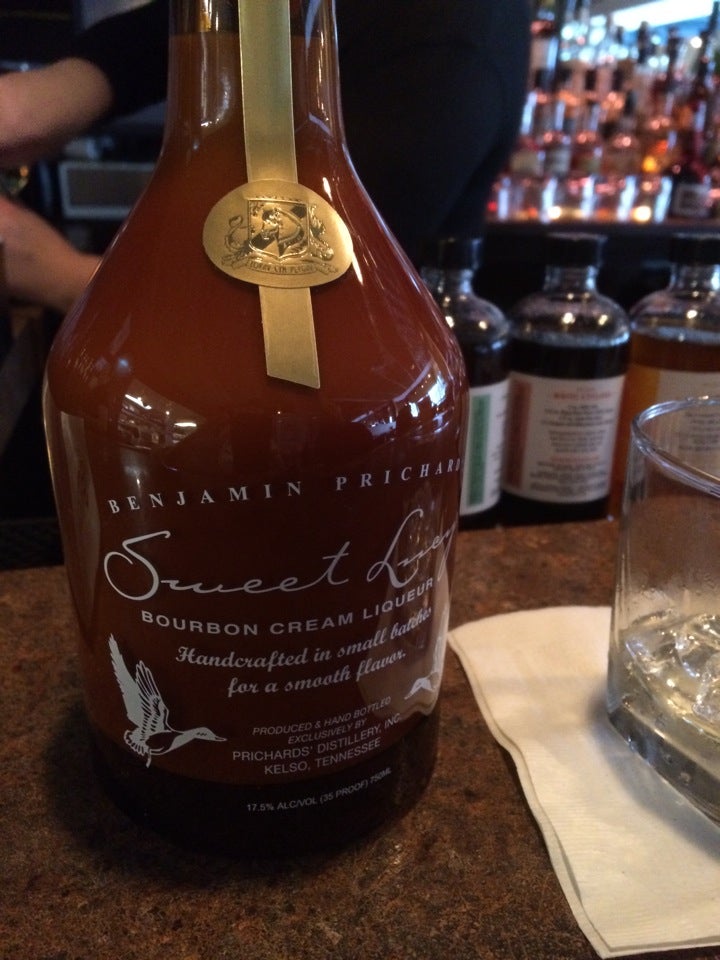 BENJAMIN PRICHARD
Sweet Lucy
BOURBON CREAM LIQUEUR
Handcrafted in small batches
for a smooth flavor.
PRODUCED & HAND BOTTLED
EXCLUSIVELY BY
PRICHARDS' DISTILLERY, INC.
KELSO, TENNESSEE
17.5% ALC/VOL (35 PROOF) 750ML